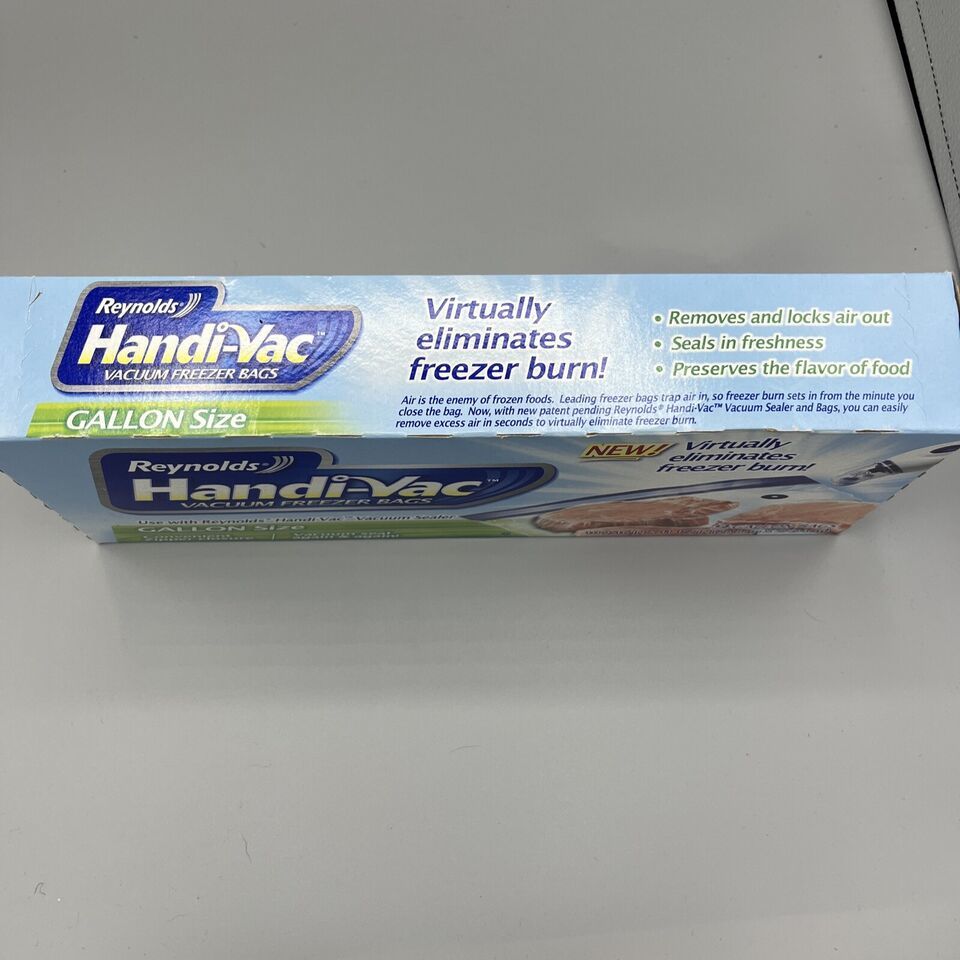 Reynolds®
Handi-Vac™
VACUUM FREEZER BAGS
GALLON Size
Virtually
eliminates
freezer burn!
• Removes and locks air out
• Seals in freshness
• Preserves the flavor of food
Air is the enemy of frozen foods. Leading freezer bags trap air in, so freezer burn sets in from the minute you
close the bag. Now, with new patent pending Reynolds® Handi-Vac™ Vacuum Sealer and Bags, you can easily
remove excess air in seconds to virtually eliminate freezer burn.
Reynolds®
Handi-Vac™
VACUUM FREEZER BAGS
Use with Reynolds® Handi-Vac™ Vacuum Sealer
GALLON Size
NEW! Virtually
eliminates
freezer burn!